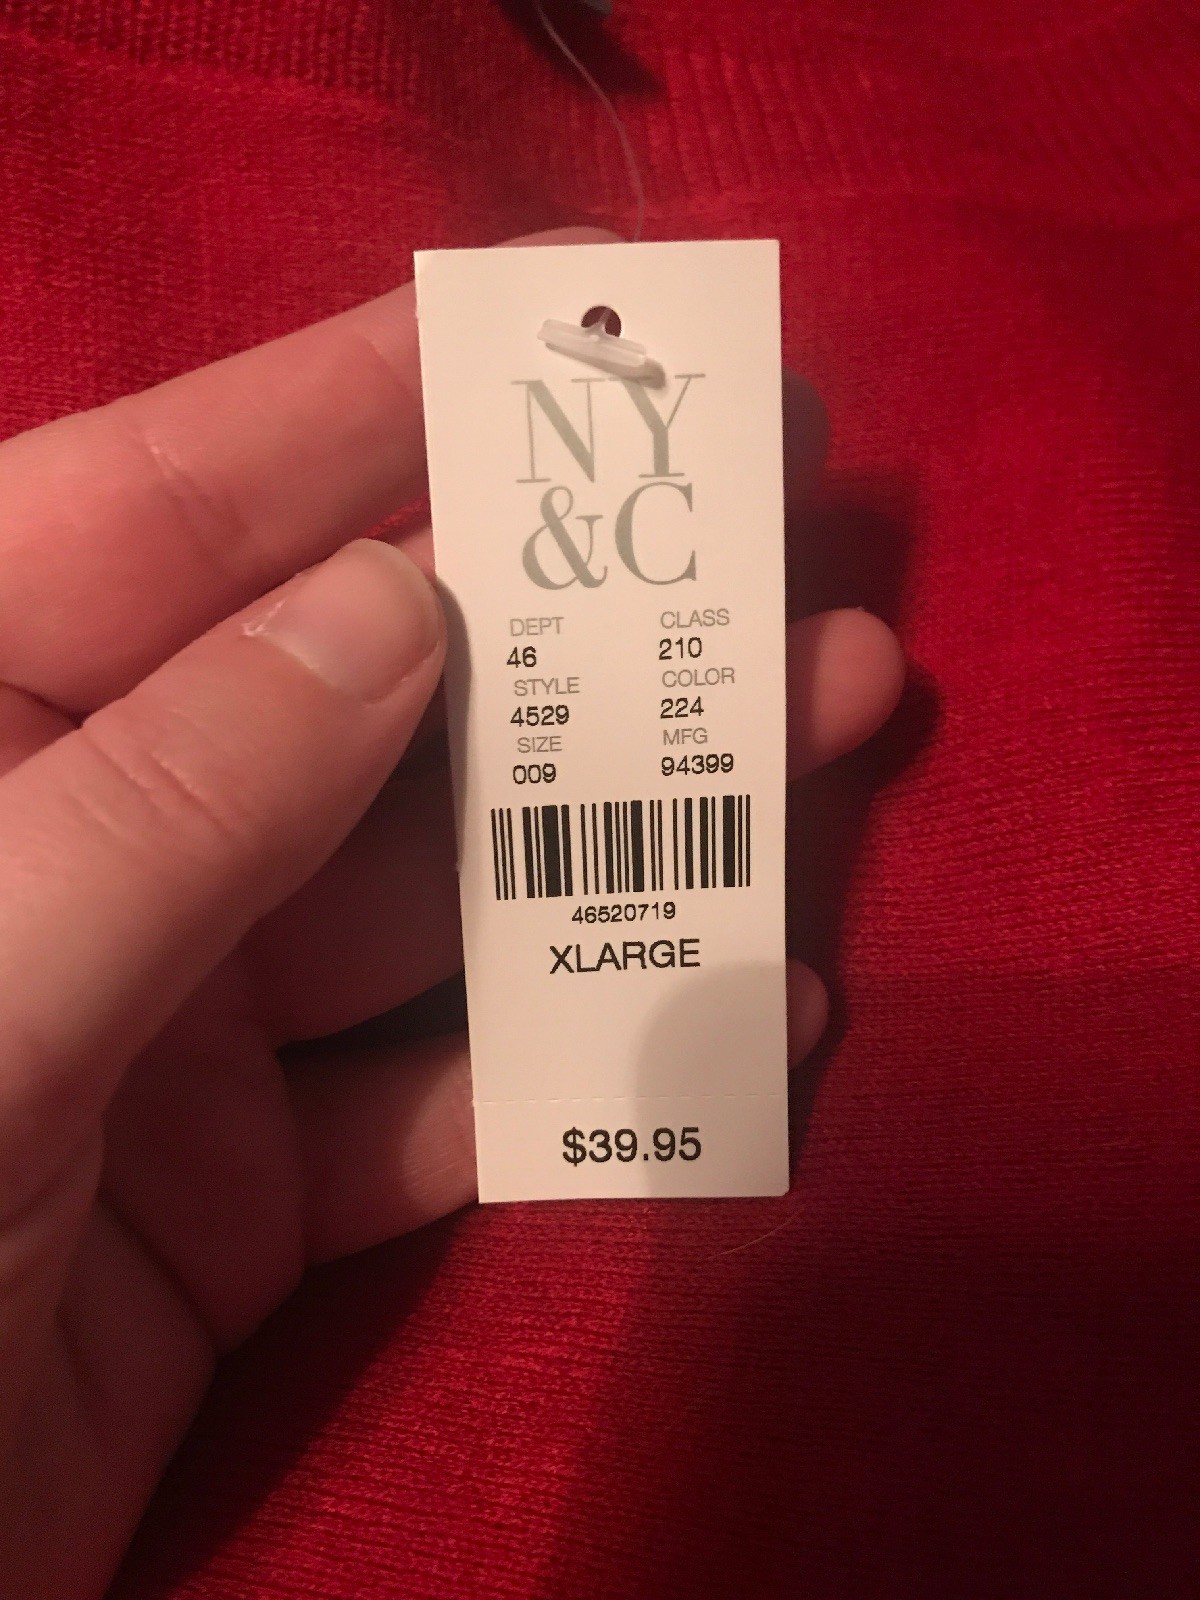 NY
&C
DEPT CLASS
46 210
STYLE COLOR
4529 224
SIZE MFG
009 94399
46520719
XLARGE
$39.95